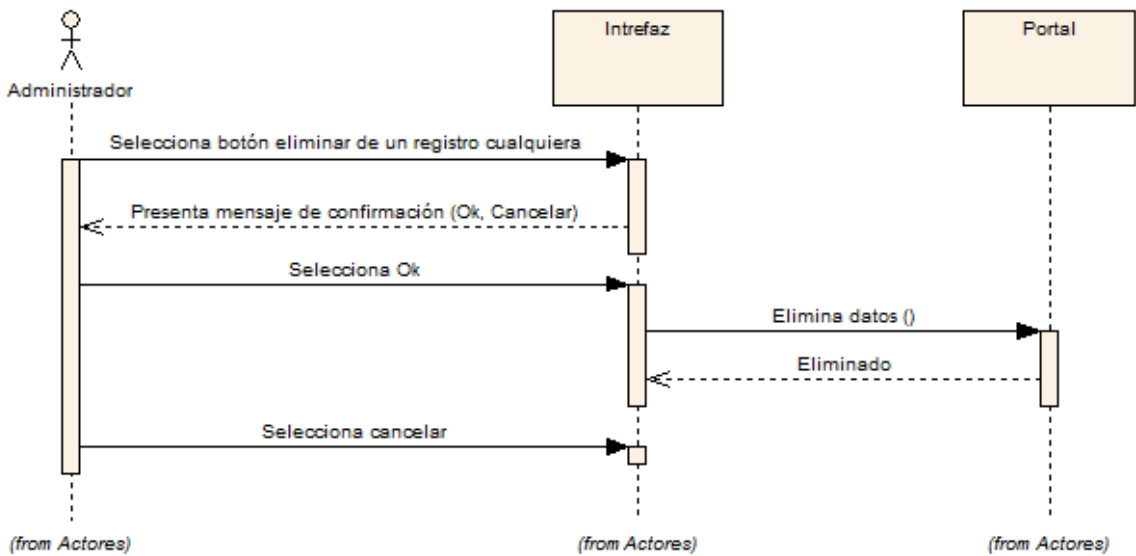 Intrefaz
Portal
Administrador
Selecciona botón eliminar de un registro cualquiera
Presenta mensaje de confirmación (Ok, Cancelar)
Selecciona Ok
Elimina datos ()
Eliminado
Selecciona cancelar
(from Actores)
(from Actores)
(from Actores)